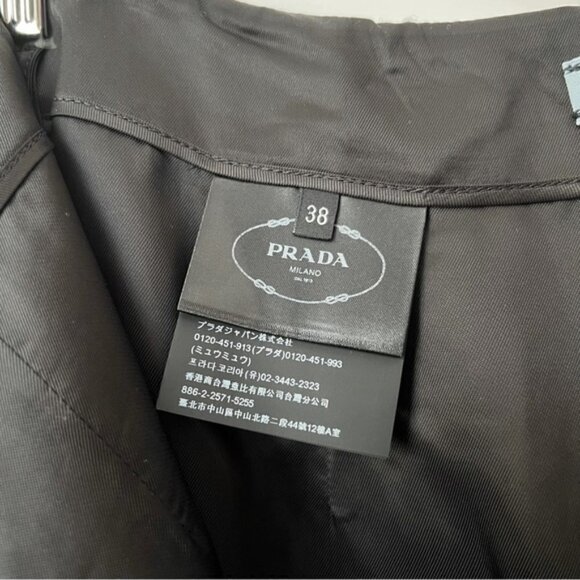 38
PRADA
MILANO
DAL 1913
プラダジャパン株式会社
0120-451-913(プラダ)0120-451-993
(ミュウミュウ)
프라다코리아(유)02-3443-2323
香港商台灣壹比有限公司台灣分公司
886-2-2571-5255
臺北市中山區中山北路二段44號12樓A室